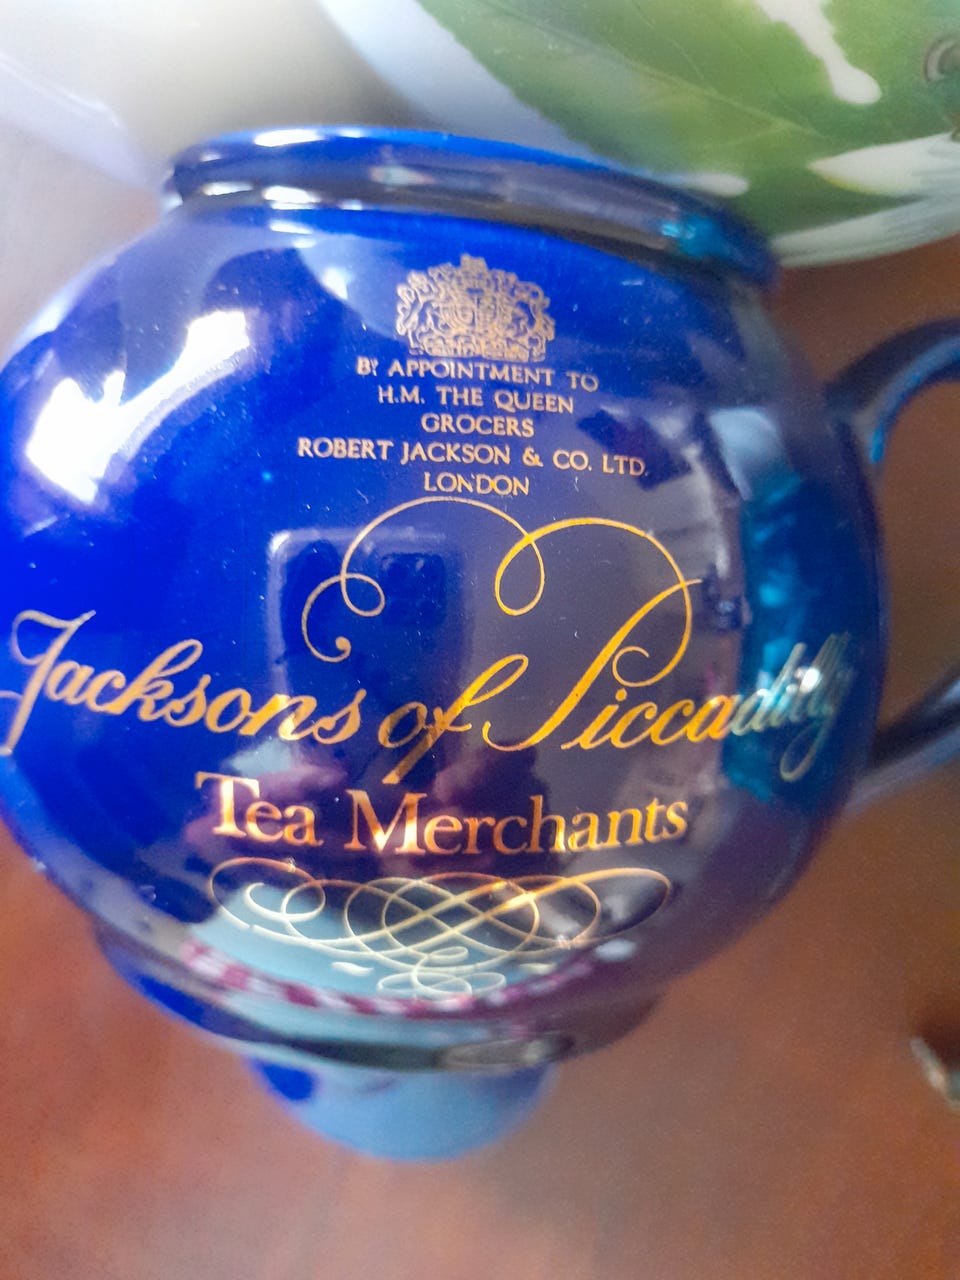 BY APPOINTMENT TO
H.M. THE QUEEN
GROCERS
ROBERT JACKSON & CO. LTD.
LONDON
Jacksons of Piccadilly
Tea Merchants